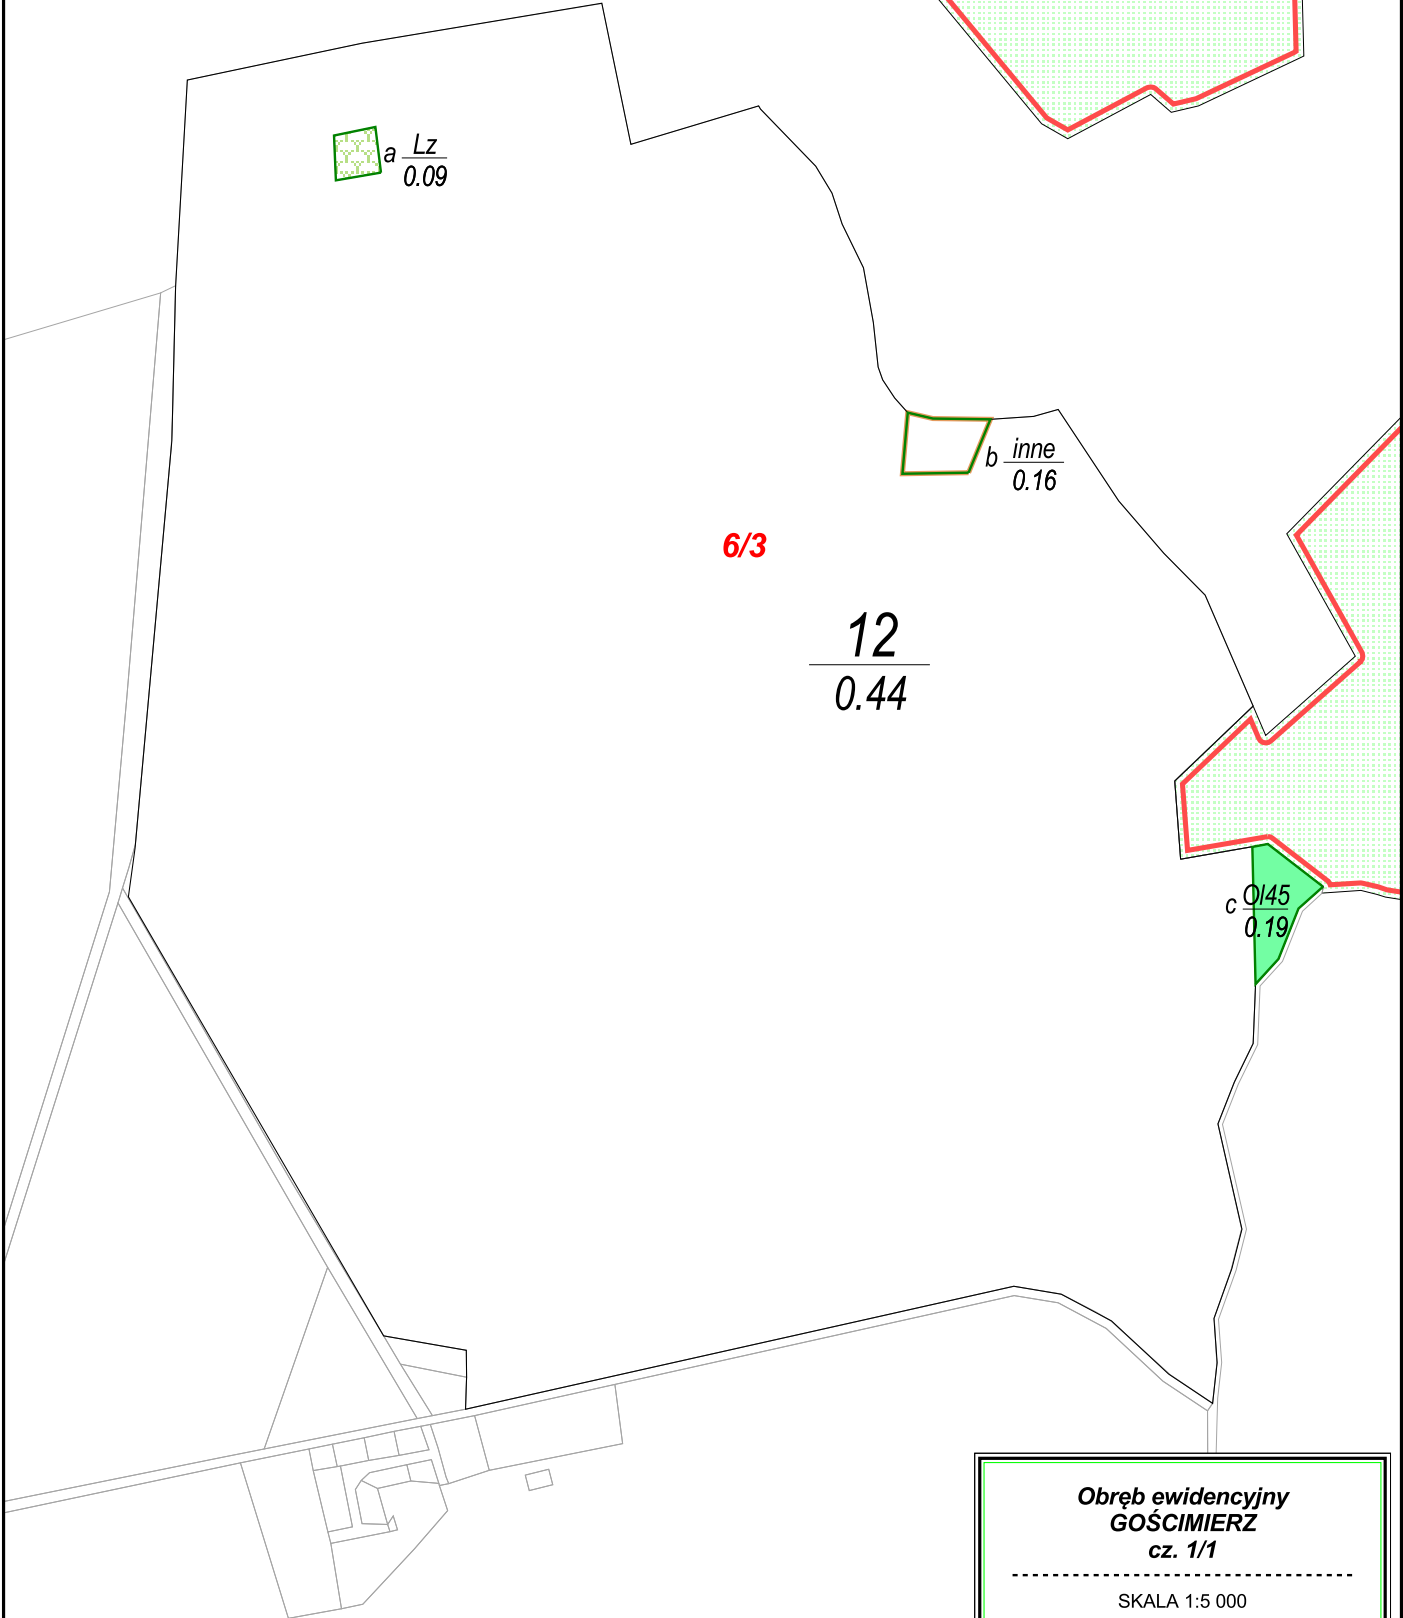 Lz
a
0.09
inne
b
0.16
6/3
12
0.44
Ol45
c
0.19
Obręb ewidencyjny
GOŚCIMIERZ
cz. 1/1
SKALA 1:5 000